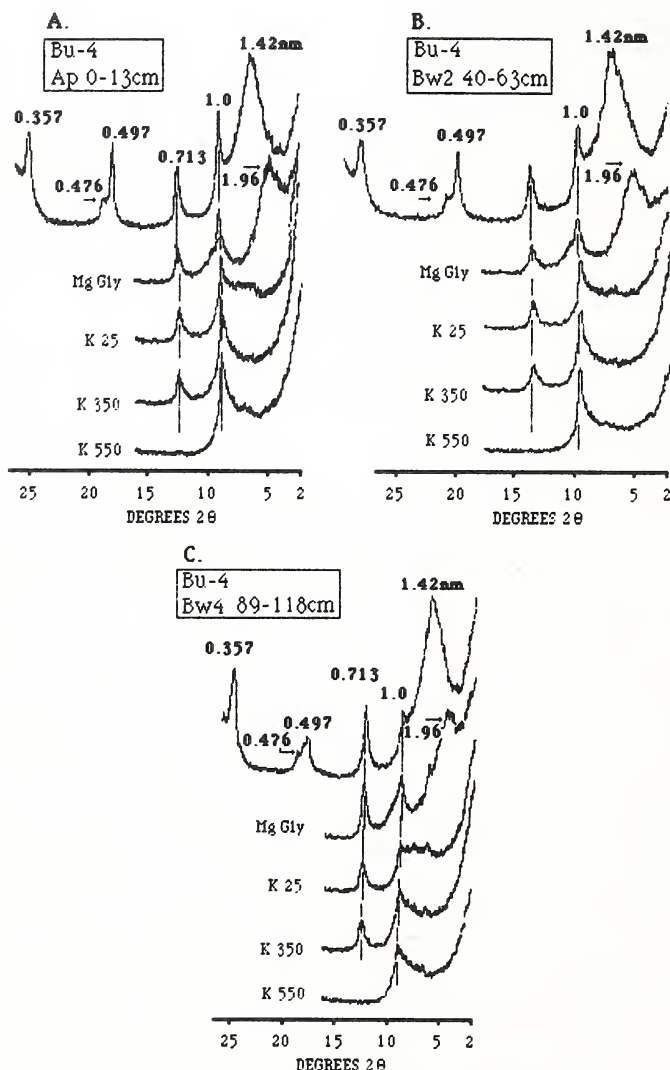 A.
Bu-4
Ap 0-13cm
1.42nm
1.0
0.357
0.497
0.713
0.476
1.96
Mg Gly
K 25
K 350
K 550
25 20 15 10 5 2
DEGREES 2θ
B.
Bu-4
Bw2 40-63cm
1.42nm
1.0
0.357
0.497
0.476
1.96
Mg Gly
K 25
K 350
K 550
25 20 15 10 5 2
DEGREES 2θ
C.
Bu-4
Bw4 89-118cm
1.42nm
0.357
0.713
1.0
0.497
0.476
1.96
Mg Gly
K 25
K 350
K 550
25 20 15 10 5 2
DEGREES 2θ